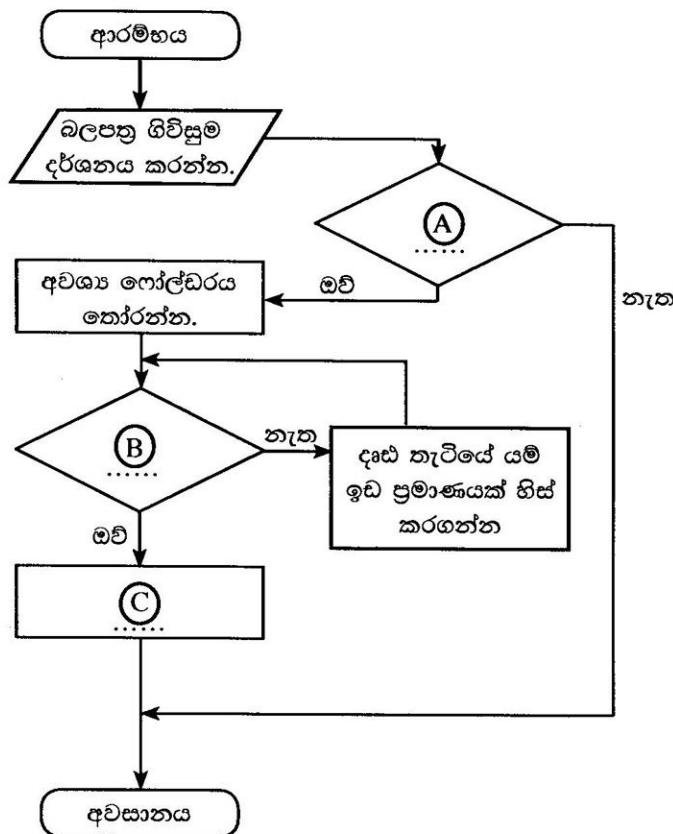 ආරම්භය
බලපත්‍ර ගිවිසුම
දර්ශනය කරන්න.
A
......
ඔව්
නැත
අවශ්‍ය ෆෝල්ඩරය
තෝරන්න.
B
......
නැත
දෘඪ තැටියේ යම්
ඉඩ ප්‍රමාණයක් හිස්
කරගන්න
ඔව්
C
......
අවසානය